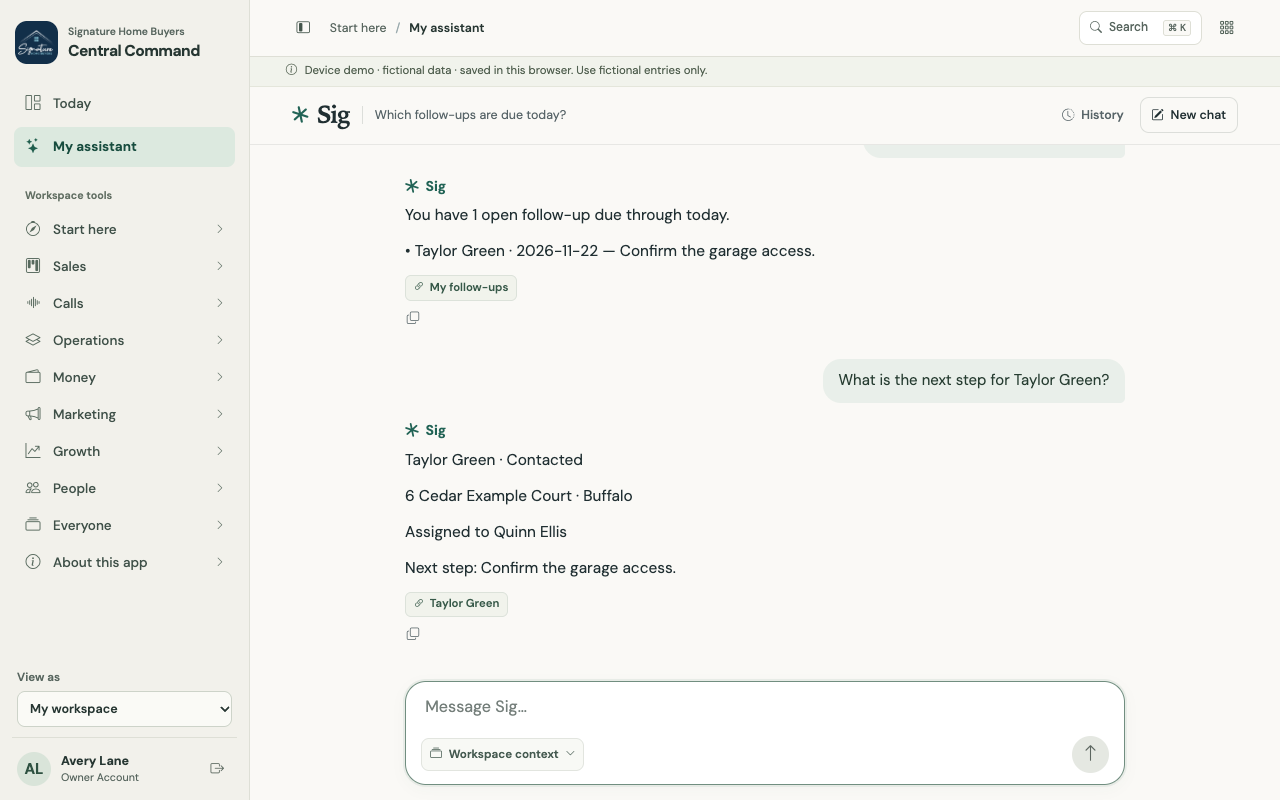 Signature Home Buyers
Central Command
Today
My assistant
Workspace tools
Start here
Sales
Calls
Operations
Money
Marketing
Growth
People
Everyone
About this app
View as
My workspace
AL
Avery Lane
Owner Account
Start here / My assistant
Search ⌘ K
Device demo · fictional data · saved in this browser. Use fictional entries only.
Sig
Which follow-ups are due today?
History
New chat
Sig
You have 1 open follow-up due through today.
• Taylor Green · 2026-11-22 — Confirm the garage access.
My follow-ups
What is the next step for Taylor Green?
Sig
Taylor Green · Contacted
6 Cedar Example Court · Buffalo
Assigned to Quinn Ellis
Next step: Confirm the garage access.
Taylor Green
Message Sig...
Workspace context